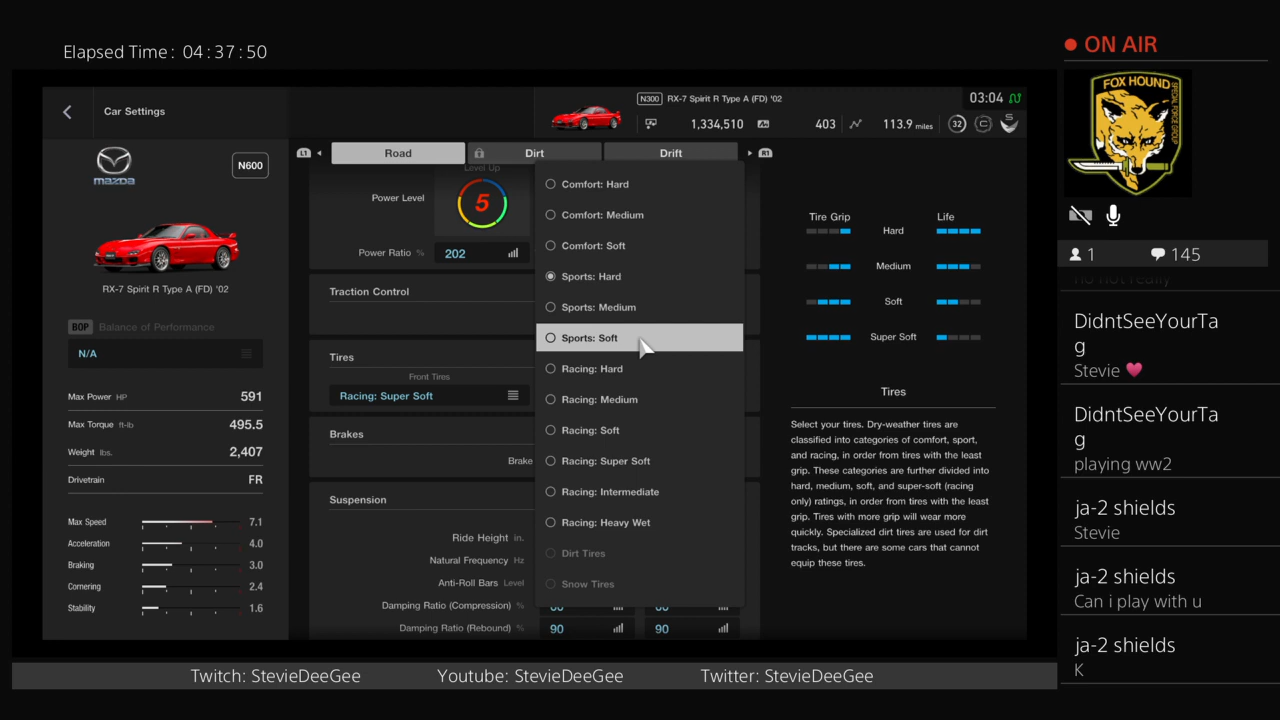 Elapsed Time: 04:37:50
ON AIR
Car Settings
N300 RX-7 Spirit R Type A (FD) '02
03:04
1,334,510
403
113.9 miles
32
FOX HOUND
SPECIAL FORCE GROUP
mazda
N600
L1
Road
Dirt
Drift
R1
Level Up
Power Level
5
Power Ratio %
202
RX-7 Spirit R Type A (FD) '02
BOP Balance of Performance
N/A
Max Power HP 591
Max Torque ft-lb 495.5
Weight lbs. 2,407
Drivetrain FR
Max Speed 7.1
Acceleration 4.0
Braking 3.0
Cornering 2.4
Stability 1.6
Traction Control
Tires
Front Tires
Racing: Super Soft
Brakes
Brake
Suspension
Ride Height in.
Natural Frequency Hz
Anti-Roll Bars Level
Damping Ratio (Compression) %
Damping Ratio (Rebound) % 90 90
Comfort: Hard
Comfort: Medium
Comfort: Soft
Sports: Hard
Sports: Medium
Sports: Soft
Racing: Hard
Racing: Medium
Racing: Soft
Racing: Super Soft
Racing: Intermediate
Racing: Heavy Wet
Dirt Tires
Snow Tires
Tire Grip Life
Hard
Medium
Soft
Super Soft
Tires
Select your tires. Dry-weather tires are
classified into categories of comfort, sport,
and racing, in order from tires with the least
grip. These categories are further divided into
hard, medium, soft, and super-soft (racing
only) ratings, in order from tires with the least
grip. Tires with more grip will wear more
quickly. Specialized dirt tires are used for dirt
tracks, but there are some cars that cannot
equip these tires.
1 145
DidntSeeYourTa
g
Stevie
DidntSeeYourTa
g
playing ww2
ja-2 shields
Stevie
ja-2 shields
Can i play with u
ja-2 shields
K
Twitch: StevieDeeGee Youtube: StevieDeeGee Twitter: StevieDeeGee